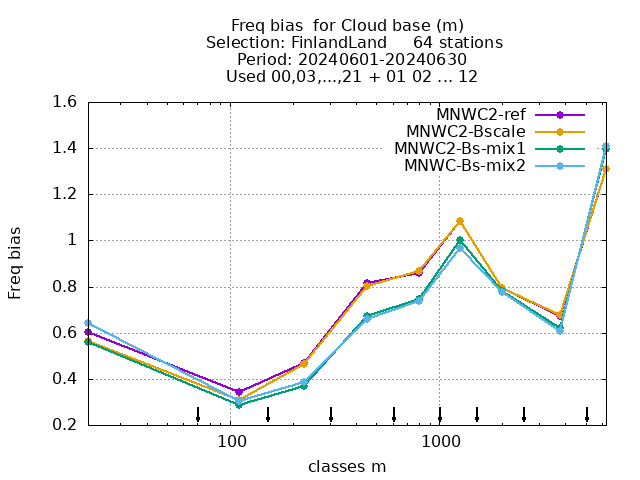 Freq bias  for Cloud base (m)
Selection: FinlandLand     64 stations
Period: 20240601-20240630
Used 00,03,...,21 + 01 02 ... 12
MNWC2-ref
MNWC2-Bscale
MNWC2-Bs-mix1
MNWC-Bs-mix2
1.6
1.4
1.2
1
0.8
0.6
0.4
0.2
Freq bias
100
1000
classes m